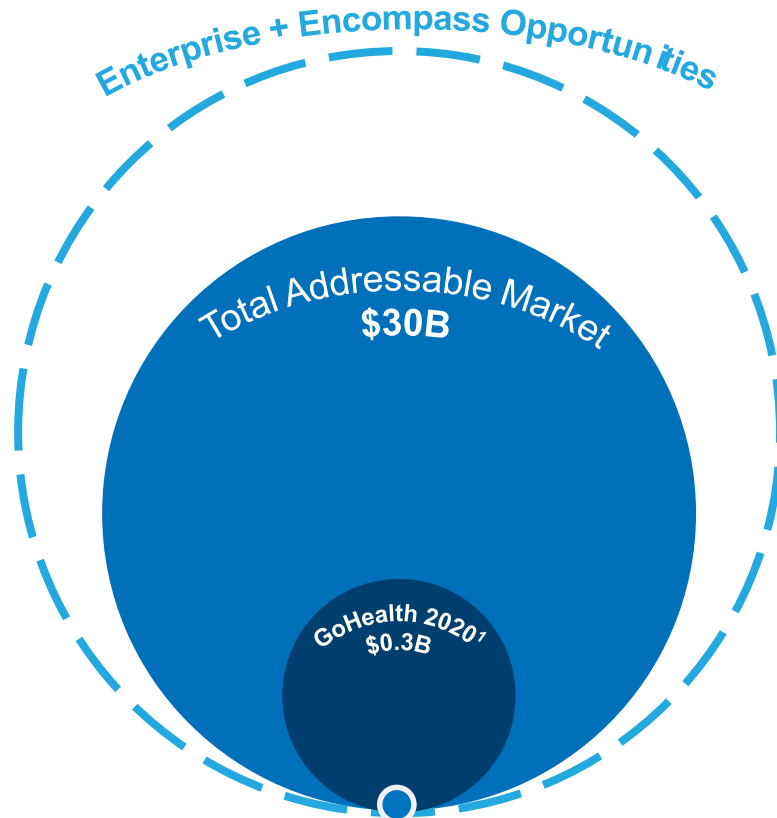 Enterprise + Encompass Opportunities
Total Addressable Market
$30B
GoHealth 2020¹
$0.3B